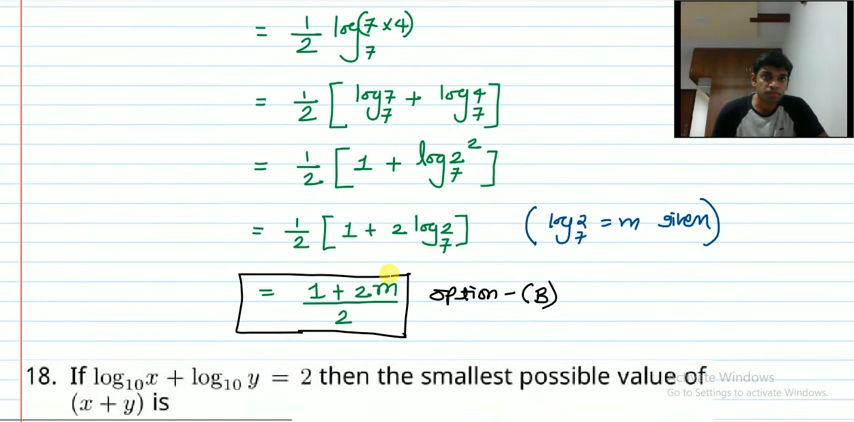 = 1/2 log₇(7×4)
= 1/2 [log₇7 + log₇4]
= 1/2 [1 + log₇2²]
= 1/2 [1 + 2 log₇2] (log₇2 = m given)
= (1 + 2m)/2 option - (B)
18. If log₁₀x + log₁₀ y = 2 then the smallest possible value of
(x + y) is
Activate Windows
Go to Settings to activate Windows.